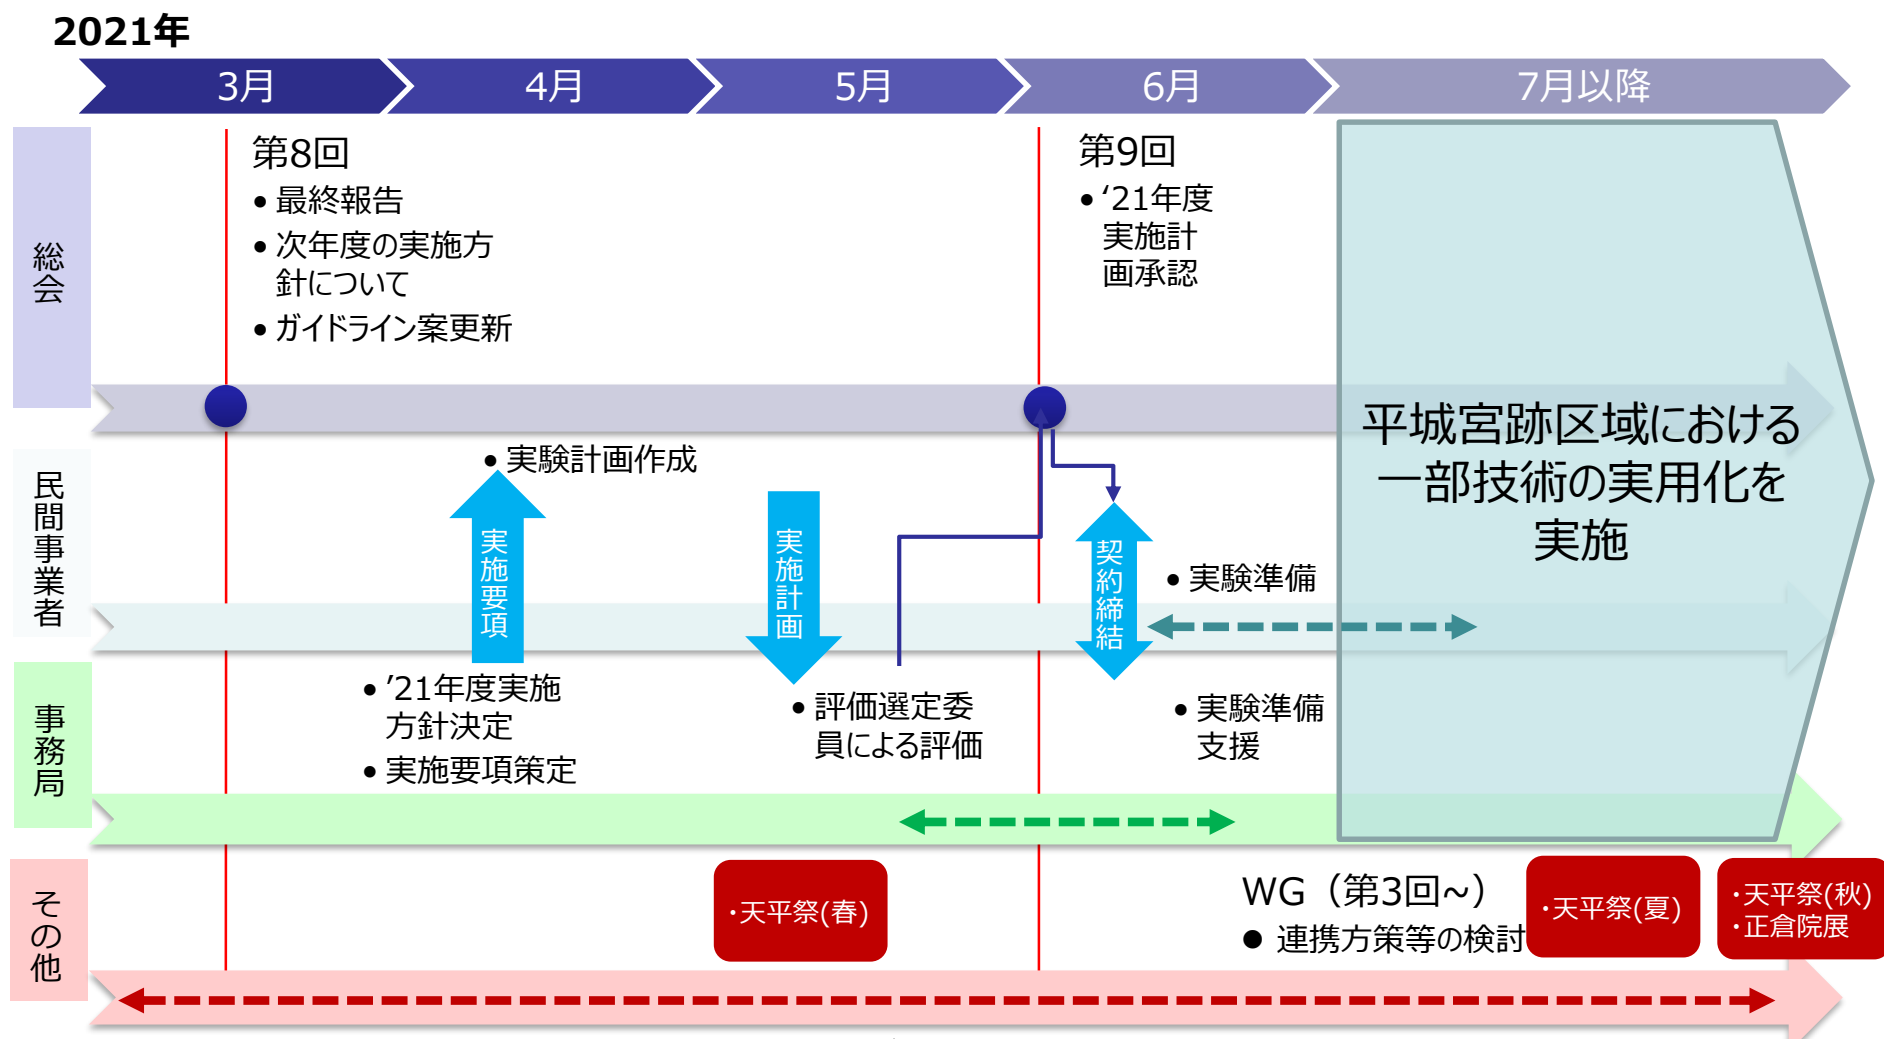 2021年
3月
4月
5月
6月
7月以降
総会
第8回
• 最終報告
• 次年度の実施方
針について
• ガイドライン案更新
第9回
• ‘21年度
実施計
画承認
平城宮跡区域における
一部技術の実用化を
実施
民間事業者
• 実験計画作成
実施要項
実施計画
契約締結
• 実験準備
事務局
• ’21年度実施
方針決定
• 実施要項策定
• 評価選定委
員による評価
• 実験準備
支援
その他
・天平祭(春)
WG（第3回~）
● 連携方策等の検討
・天平祭(夏)
・天平祭(秋)
・正倉院展